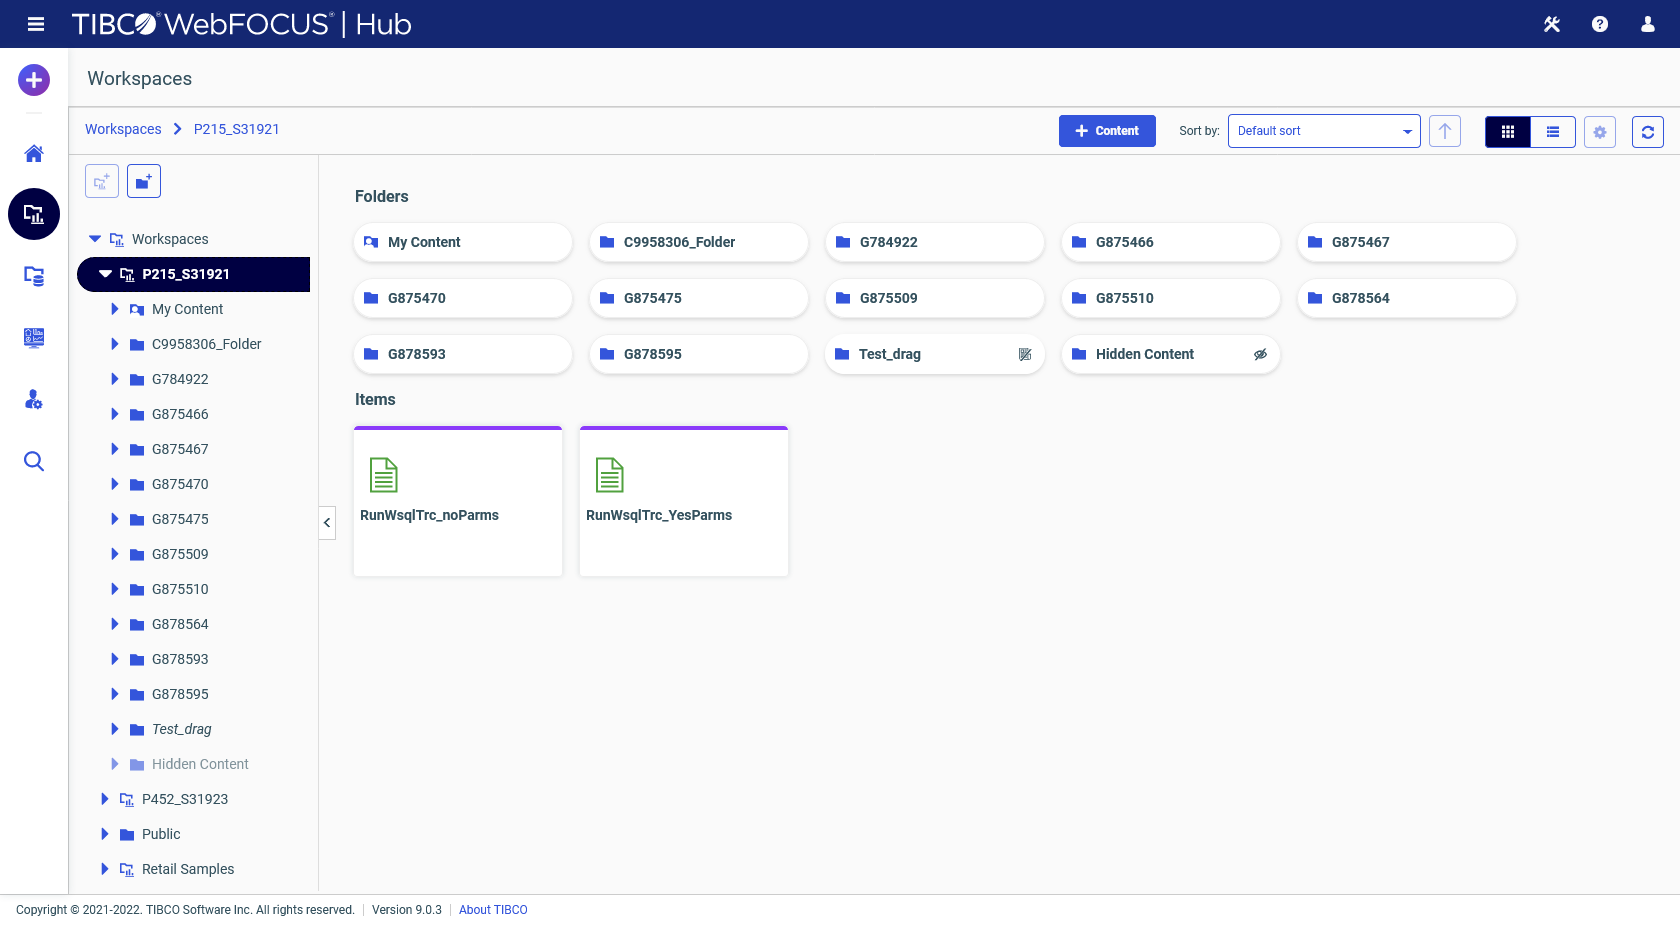 TIBCO® WebFOCUS® | Hub
Workspaces
Workspaces P215_S31921
Content Sort by: Default sort
Workspaces
P215_S31921
My Content
C9958306_Folder
G784922
G875466
G875467
G875470
G875475
G875509
G875510
G878564
G878593
G878595
Test_drag
Hidden Content
P452_S31923
Public
Retail Samples
Folders
My Content C9958306_Folder G784922 G875466 G875467
G875470 G875475 G875509 G875510 G878564
G878593 G878595 Test_drag Hidden Content
Items
RunWsqlTrc_noParms RunWsqlTrc_YesParms
Copyright © 2021-2022. TIBCO Software Inc. All rights reserved. Version 9.0.3 About TIBCO